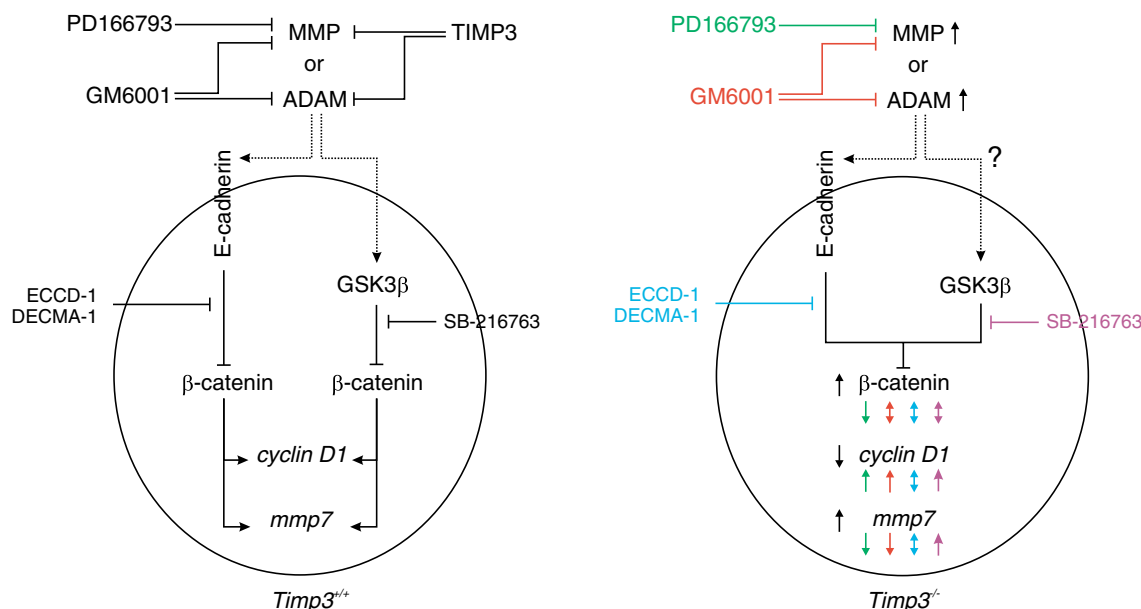 PD166793
MMP
TIMP3
or
GM6001
ADAM
E-cadherin
GSK3β
ECCD-1
DECMA-1
SB-216763
β-catenin
β-catenin
cyclin D1
mmp7
Timp3+/+
PD166793
MMP
or
GM6001
ADAM
?
E-cadherin
GSK3β
ECCD-1
DECMA-1
SB-216763
β-catenin
cyclin D1
mmp7
Timp3-/-